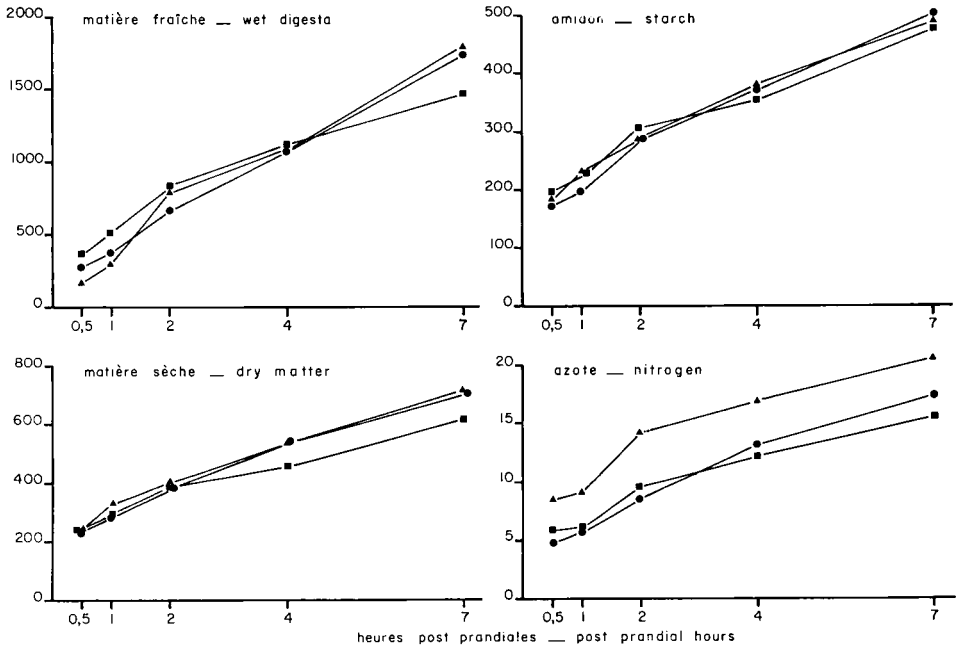 matière fraîche _ wet digesta
2000
1500
1000
500
0
0,5 1 2 4 7
amidon _ starch
500
400
300
200
100
0
0,5 1 2 4 7
matière sèche _ dry matter
800
600
400
200
0
0,5 1 2 4 7
azote _ nitrogen
20
15
10
5
0
0,5 1 2 4 7
heures post prandiales _ post prandial hours